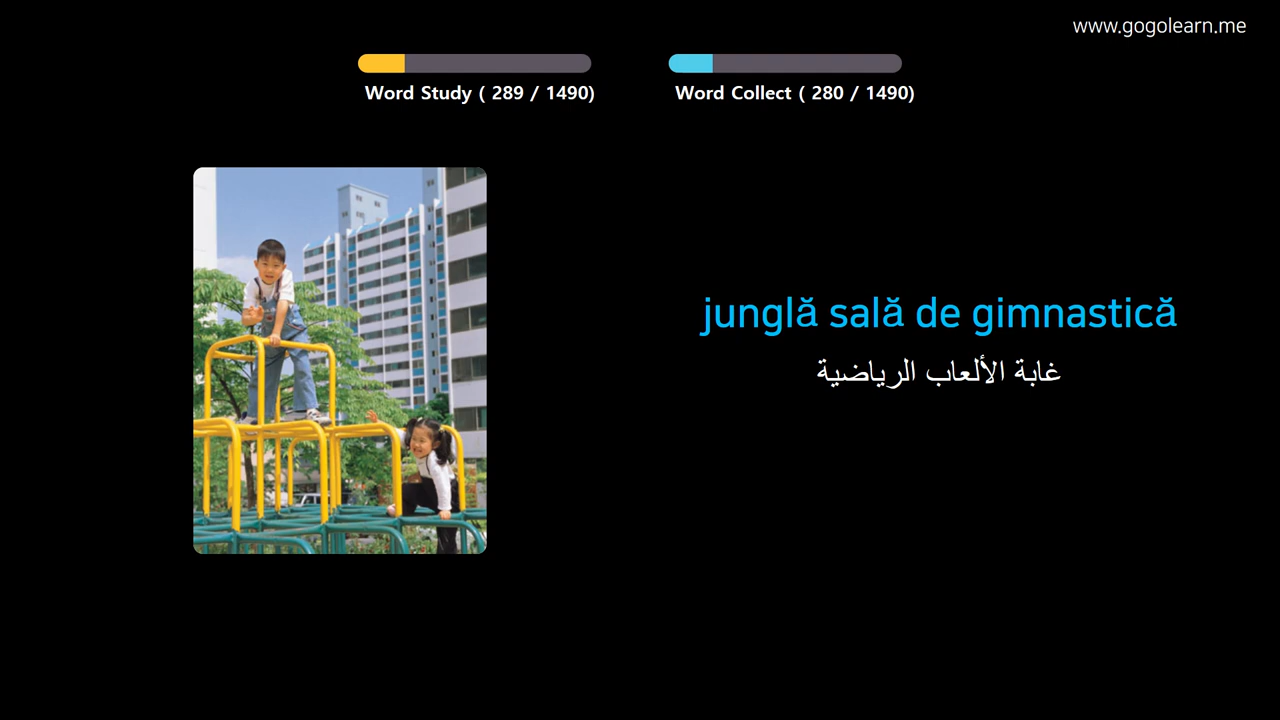 www.gogolearn.me
Word Study ( 289 / 1490)
Word Collect ( 280 / 1490)
junglă sală de gimnastică
غابة الألعاب الرياضية